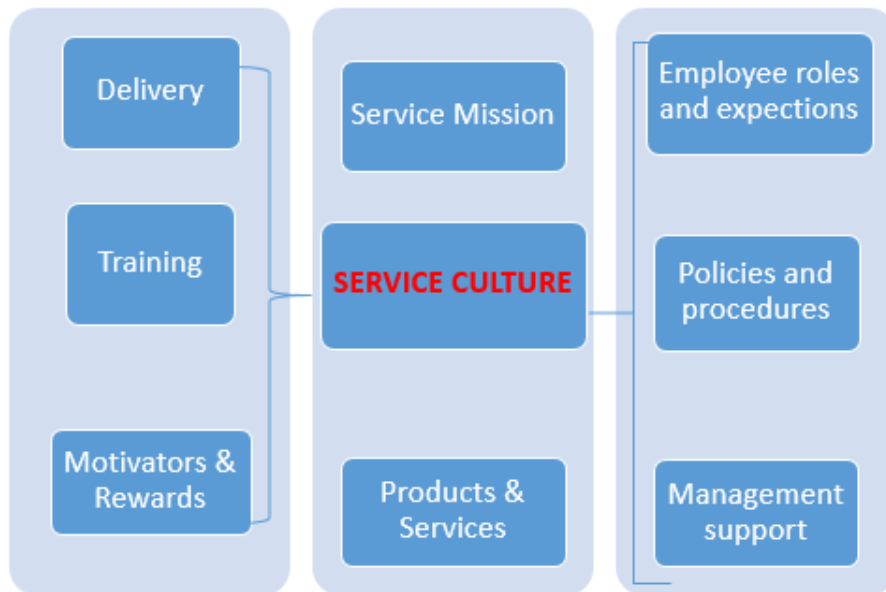 Delivery
Training
Motivators &
Rewards
Service Mission
SERVICE CULTURE
Products &
Services
Employee roles
and expections
Policies and
procedures
Management
support